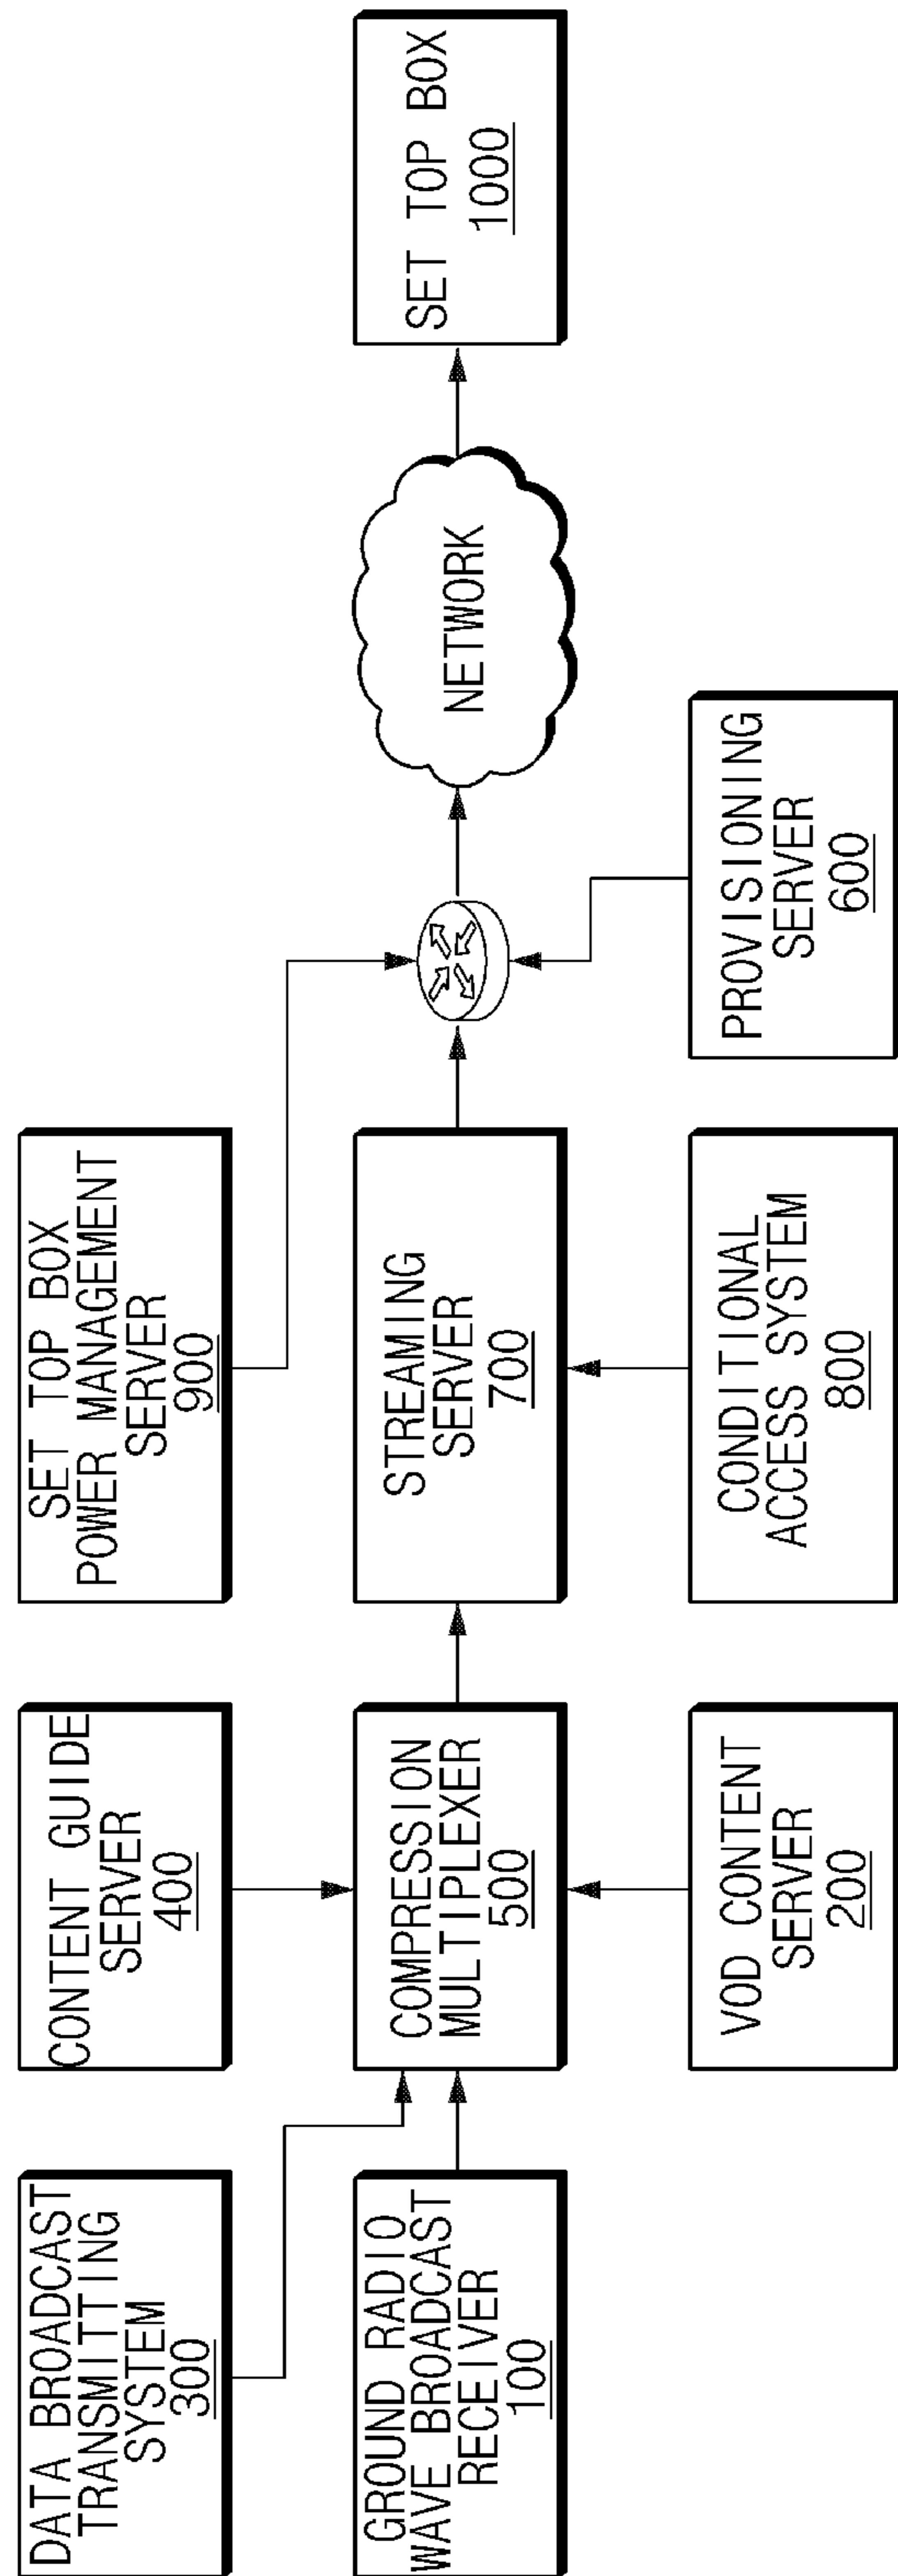 DATA BROADCAST
TRANSMITTING
SYSTEM
300
CONTENT GUIDE
SERVER
400
SET TOP BOX
POWER MANAGEMENT
SERVER
900
GROUND RADIO
WAVE BROADCAST
RECEIVER
100
COMPRESSION
MULTIPLEXER
500
STREAMING
SERVER
700
NETWORK
SET TOP BOX
1000
VOD CONTENT
SERVER
200
CONDITIONAL
ACCESS SYSTEM
800
PROVISIONING
SERVER
600